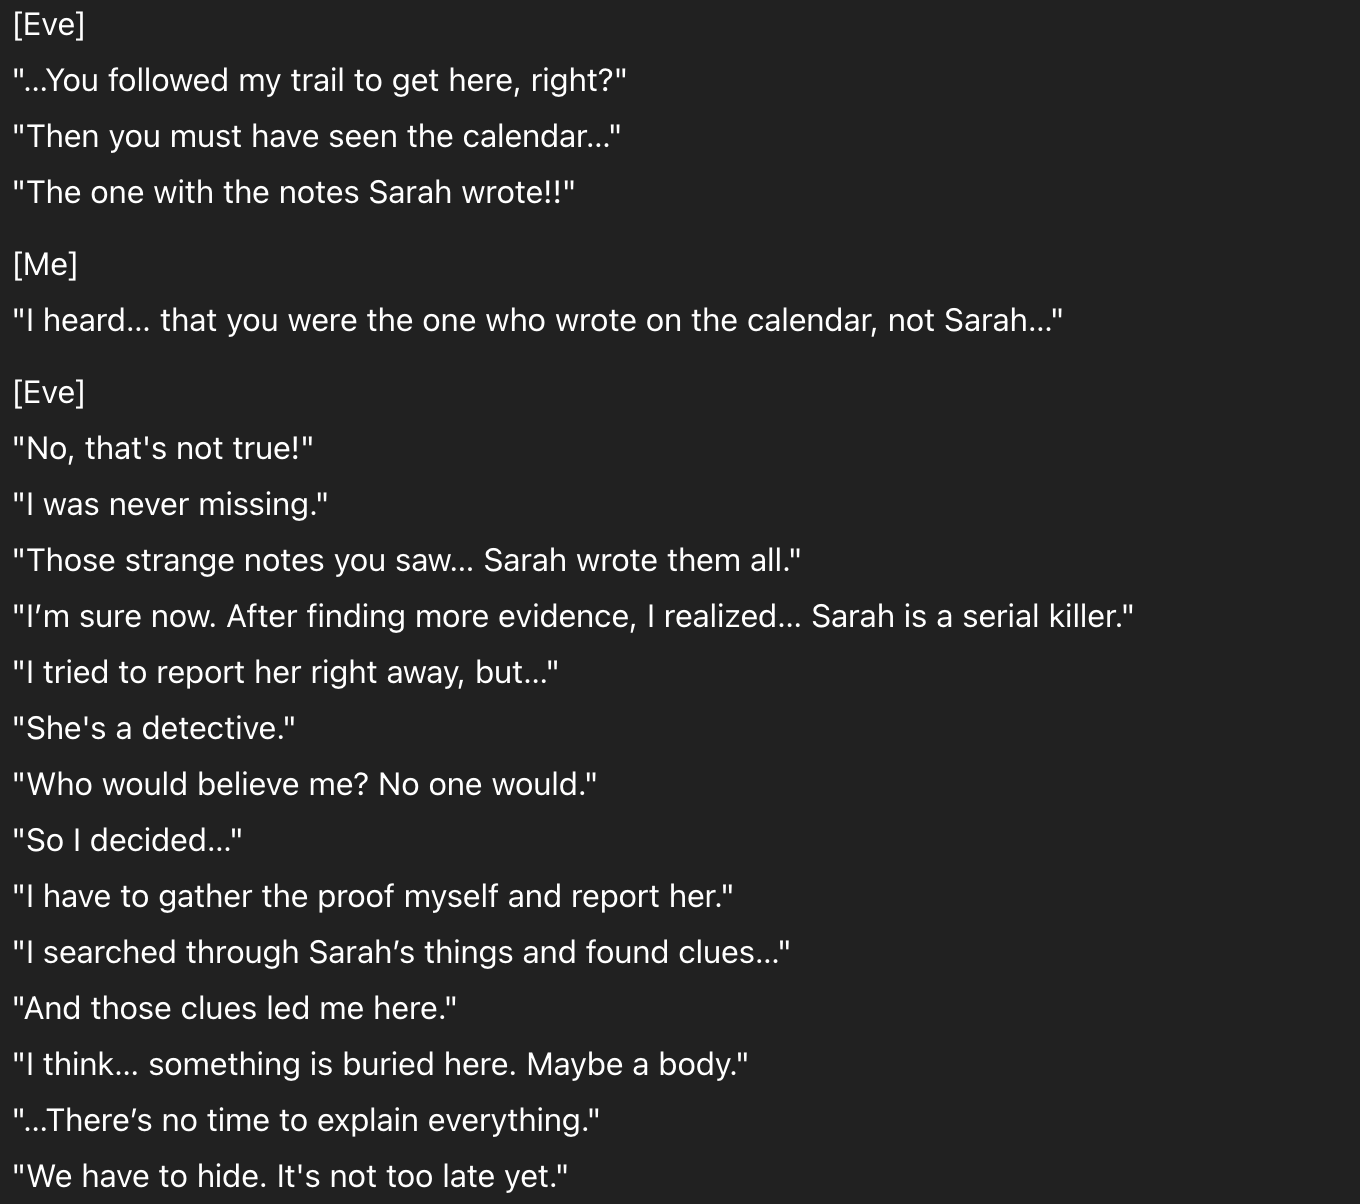 [Eve]
"...You followed my trail to get here, right?"
"Then you must have seen the calendar..."
"The one with the notes Sarah wrote!!"
[Me]
"I heard... that you were the one who wrote on the calendar, not Sarah..."
[Eve]
"No, that's not true!"
"I was never missing."
"Those strange notes you saw... Sarah wrote them all."
"I’m sure now. After finding more evidence, I realized... Sarah is a serial killer."
"I tried to report her right away, but..."
"She's a detective."
"Who would believe me? No one would."
"So I decided..."
"I have to gather the proof myself and report her."
"I searched through Sarah’s things and found clues..."
"And those clues led me here."
"I think... something is buried here. Maybe a body."
"...There’s no time to explain everything."
"We have to hide. It's not too late yet."